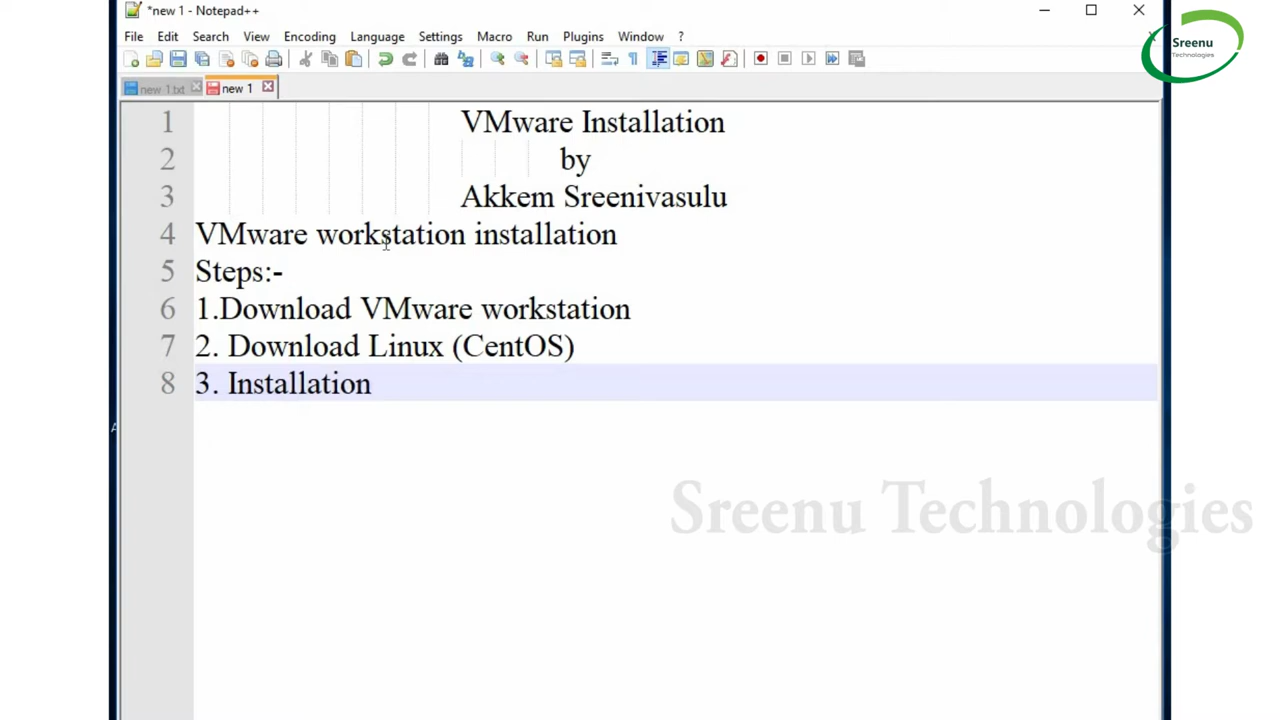 *new 1 - Notepad++
File Edit Search View Encoding Language Settings Macro Run Plugins Window ?
Sreenu
Technologies
new 1.txt new 1
1 VMware Installation
2 by
3 Akkem Sreenivasulu
4 VMware workstation installation
5 Steps:-
6 1.Download VMware workstation
7 2. Download Linux (CentOS)
8 3. Installation
A
Sreenu Technologies